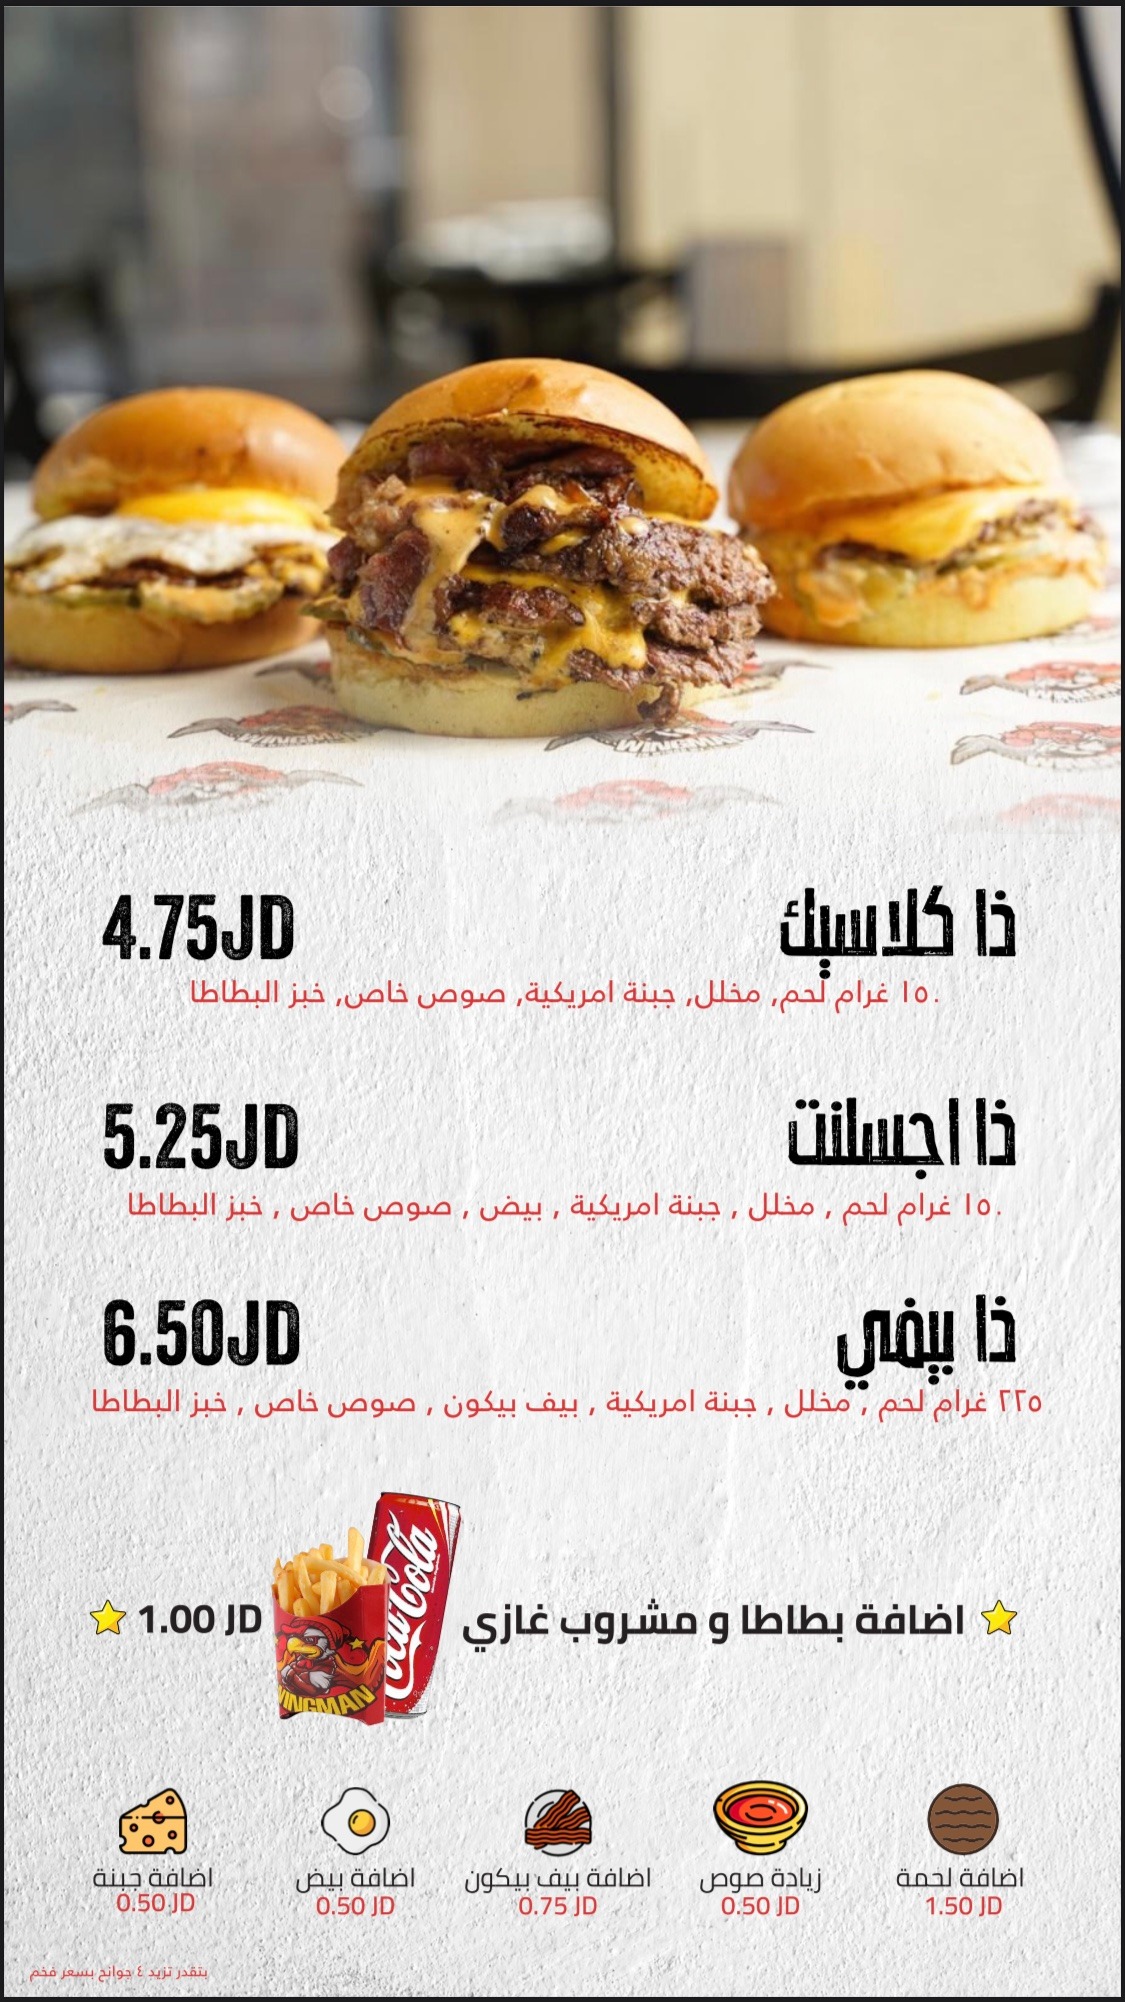 WINGMAN
ذا كلاسيك 4.75JD
١٥٠ غرام لحم, مخلل, جبنة امريكية, صوص خاص, خبز البطاطا
ذا اجسلنت 5.25JD
١٥٠ غرام لحم , مخلل , جبنة امريكية , بيض , صوص خاص , خبز البطاطا
ذا بيفي 6.50JD
٢٢٥ غرام لحم , مخلل , جبنة امريكية , بيف بيكون , صوص خاص , خبز البطاطا
اضافة بطاطا و مشروب غازي 1.00 JD
Coca-Cola
WINGMAN
اضافة لحمة
1.50 JD
زيادة صوص
0.50 JD
اضافة بيف بيكون
0.75 JD
اضافة بيض
0.50 JD
اضافة جبنة
0.50 JD
بتقدر تزيد ٤ جوانح بسعر فخم